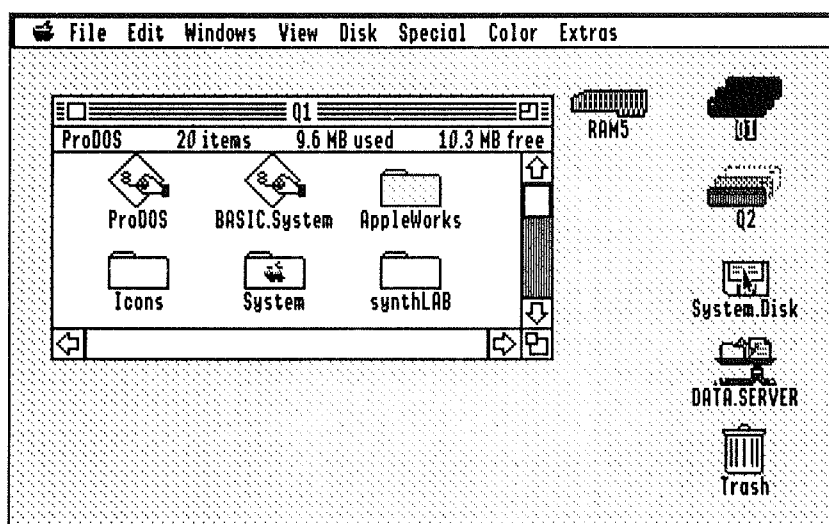 File Edit Windows View Disk Special Color Extras
Q1
ProDOS 20 items 9.6 MB used 10.3 MB free
ProDOS BASIC.System AppleWorks
Icons System synthLAB
RAM5
Q1
Q2
System.Disk
DATA.SERVER
Trash